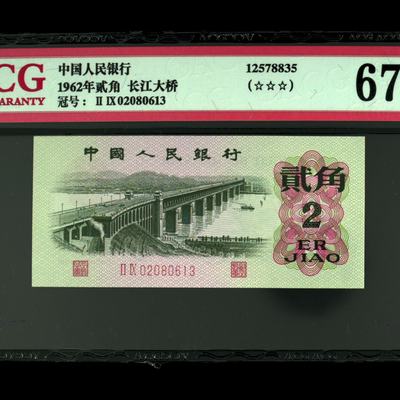 CG
ARANTY
中国人民银行
1962年贰角 长江大桥
冠号: II IX 02080613
12578835
(☆☆☆)
67
中國人民銀行
貳角
2
ER
JIAO
II IX 02080613